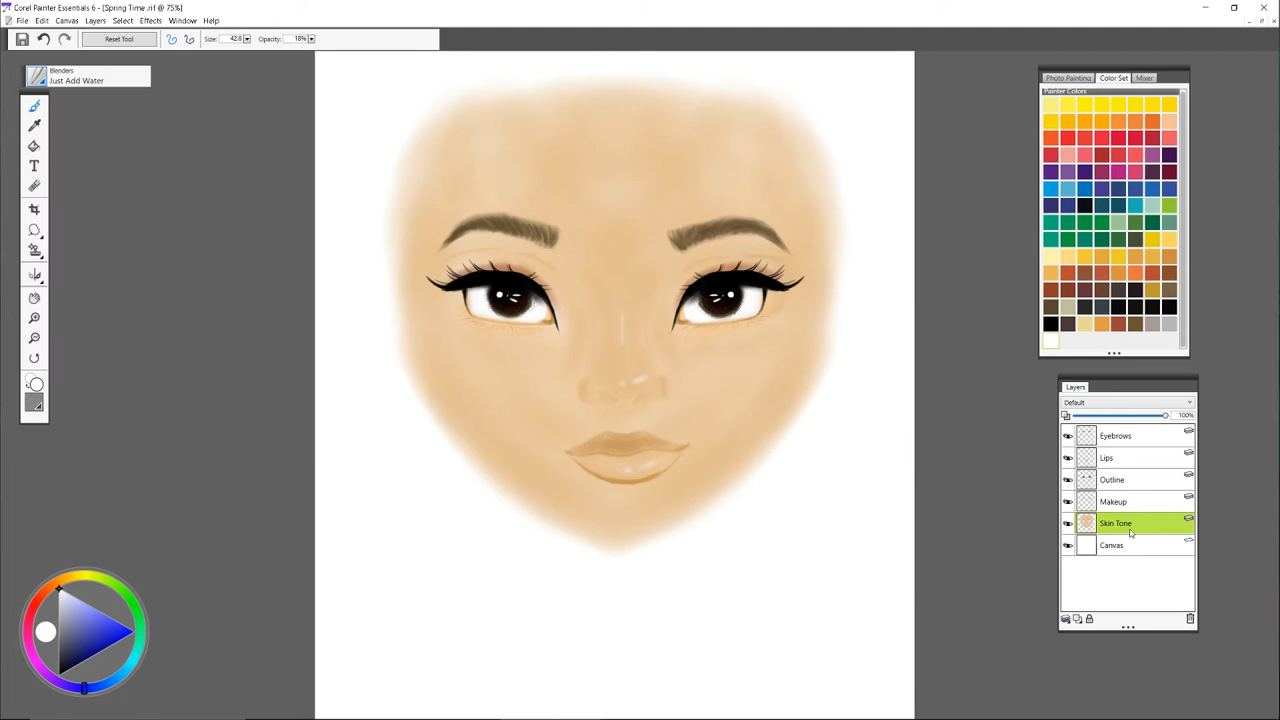 Corel Painter Essentials 6 - [Spring Time .rif @ 75%]
File Edit Canvas Layers Select Effects Window Help
Reset Tool Size: 42.8 Opacity: 18%
Blenders
Just Add Water
T
Photo Painting Color Set Mixer
Painter Colors
Layers
Default
100%
Eyebrows
Lips
Outline
Makeup
Skin Tone
Canvas